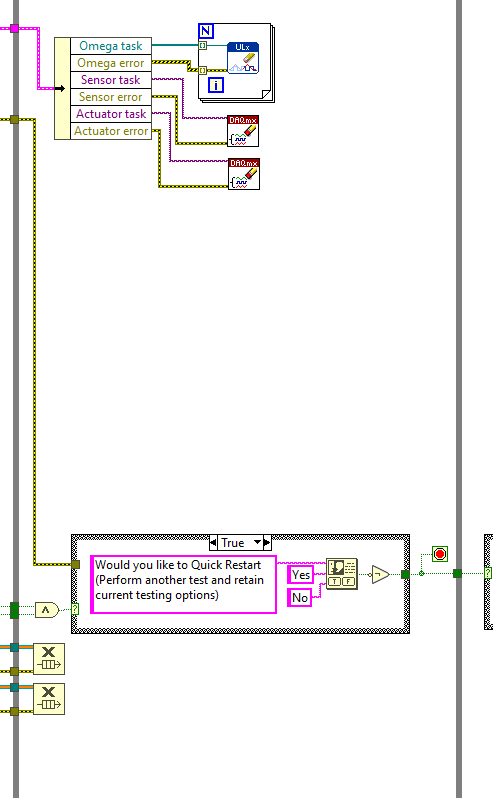 N
Omega task
Omega error
Sensor task
Sensor error
Actuator task
Actuator error
ULx
i
DAQmx
DAQmx
True
Would you like to Quick Restart
(Perform another test and retain
current testing options)
Yes
No
T F
?
?